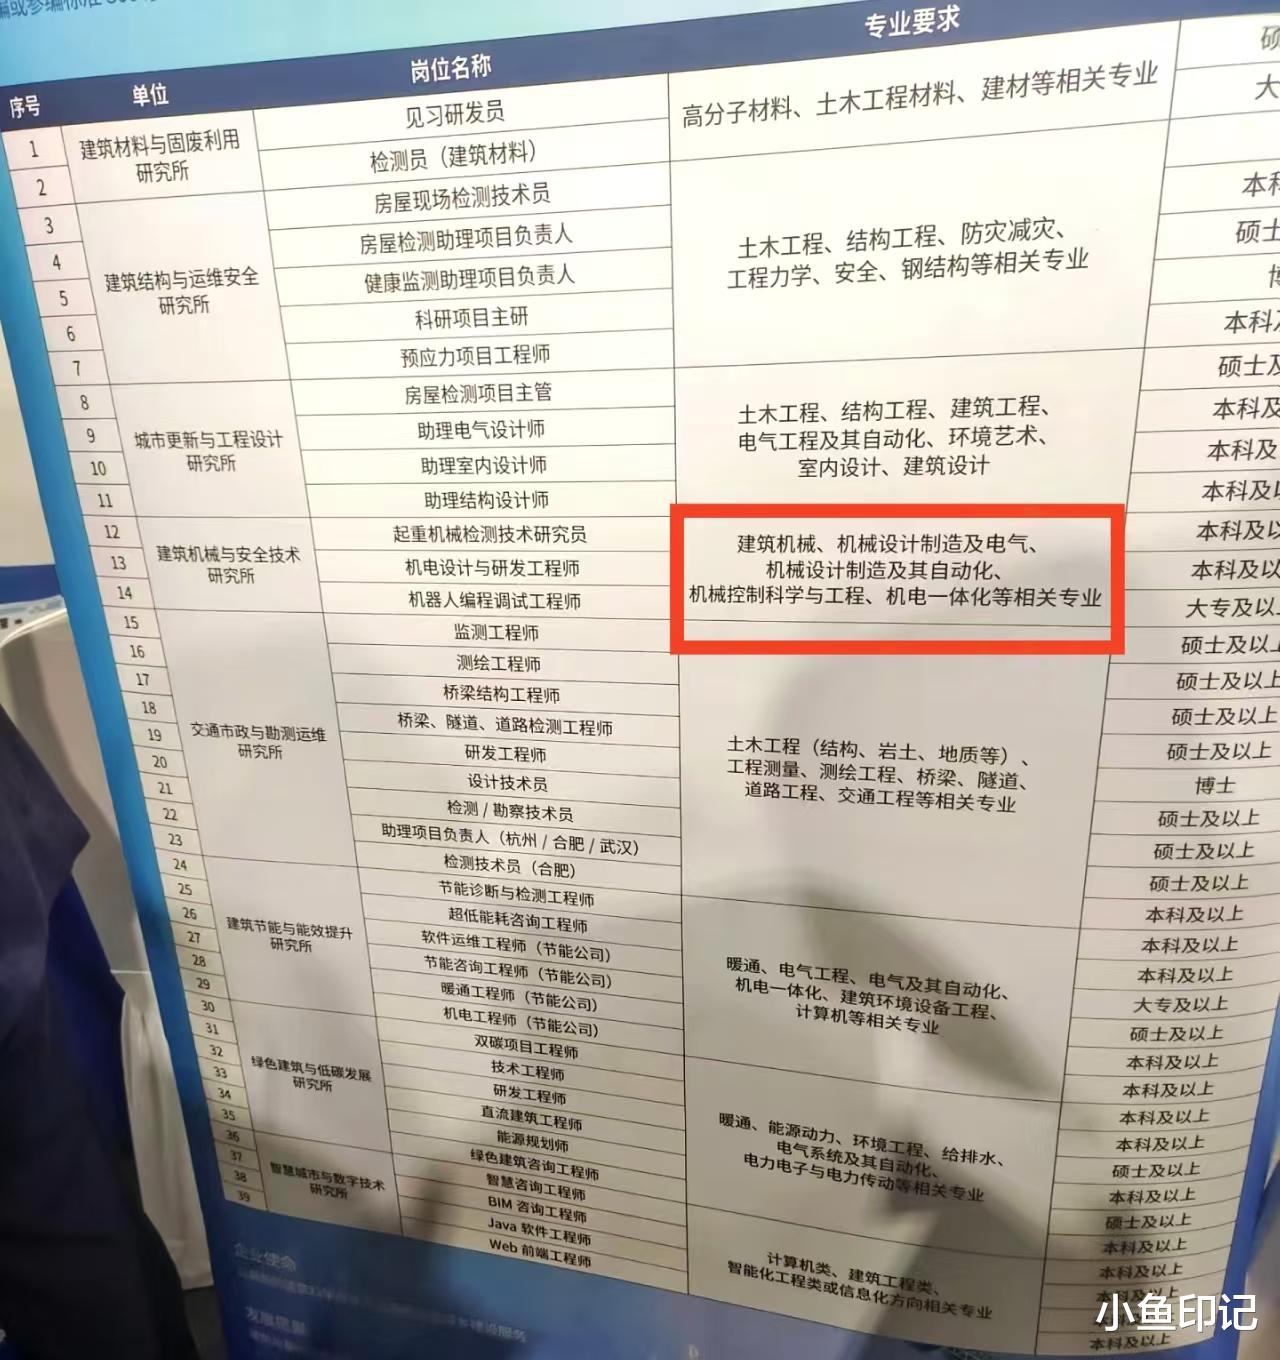 序号 单位 岗位名称 专业要求
1 建筑材料与固废利用 见习研发员 高分子材料、土木工程材料、建材等相关专业
2 研究所 检测员（建筑材料）
3 房屋现场检测技术员 本科
4 建筑结构与运维安全 房屋检测助理项目负责人 土木工程、结构工程、防灾减灾、 硕士
5 研究所 健康监测助理项目负责人 工程力学、安全、钢结构等相关专业
6 科研项目主研 本科及
7 预应力项目工程师 硕士及
8 房屋检测项目主管 土木工程、结构工程、建筑工程、 本科及
9 城市更新与工程设计 助理电气设计师 电气工程及其自动化、环境艺术、 本科及
10 研究所 助理室内设计师 室内设计、建筑设计 本科及
11 助理结构设计师
12 建筑机械与安全技术 起重机械检测技术研究员 建筑机械、机械设计制造及电气、 本科及以
13 研究所 机电设计与研发工程师 机械设计制造及其自动化、 本科及以
14 机器人编程调试工程师 机械控制科学与工程、机电一体化等相关专业 大专及以
15 监测工程师 硕士及以
16 测绘工程师 硕士及以上
17 桥梁结构工程师 硕士及以上
18 交通市政与勘测运维 桥梁、隧道、道路检测工程师 土木工程（结构、岩土、地质等）、 硕士及以上
19 研究所 研发工程师 工程测量、测绘工程、桥梁、隧道、 博士
20 设计技术员 道路工程、交通工程等相关专业 硕士及以上
21 检测 / 勘察技术员 硕士及以上
22 助理项目负责人（杭州 / 合肥 / 武汉） 硕士及以上
23 检测技术员（合肥） 本科及以上
24 节能诊断与检测工程师 本科及以上
25 建筑节能与能效提升 超低能耗咨询工程师 暖通、电气工程、电气及其自动化、 本科及以上
26 研究所 软件运维工程师（节能公司） 机电一体化、建筑环境设备工程、 大专及以上
27 节能咨询工程师（节能公司） 计算机等相关专业 硕士及以上
28 暖通工程师（节能公司） 本科及以上
29 机电工程师（节能公司） 本科及以上
30 双碳项目工程师 本科及以上
31 绿色建筑与低碳发展 技术工程师 暖通、能源动力、环境工程、给排水、 本科及以上
32 研究所 研发工程师 电气系统及其自动化、 硕士及以上
33 直流建筑工程师 电力电子与电力传动等相关专业 本科及以上
34 能源规划师 硕士及以上
35 绿色建筑咨询工程师 本科及以上
36 智慧城市与数字技术 智慧咨询工程师 计算机类、建筑工程类、 本科及以上
37 研究所 BIM 咨询工程师 智能化工程类或信息化方向相关专业
38 Java 软件工程师
39 Web 前端工程师 本科及以上
企业使命
发展愿景
小鱼印记